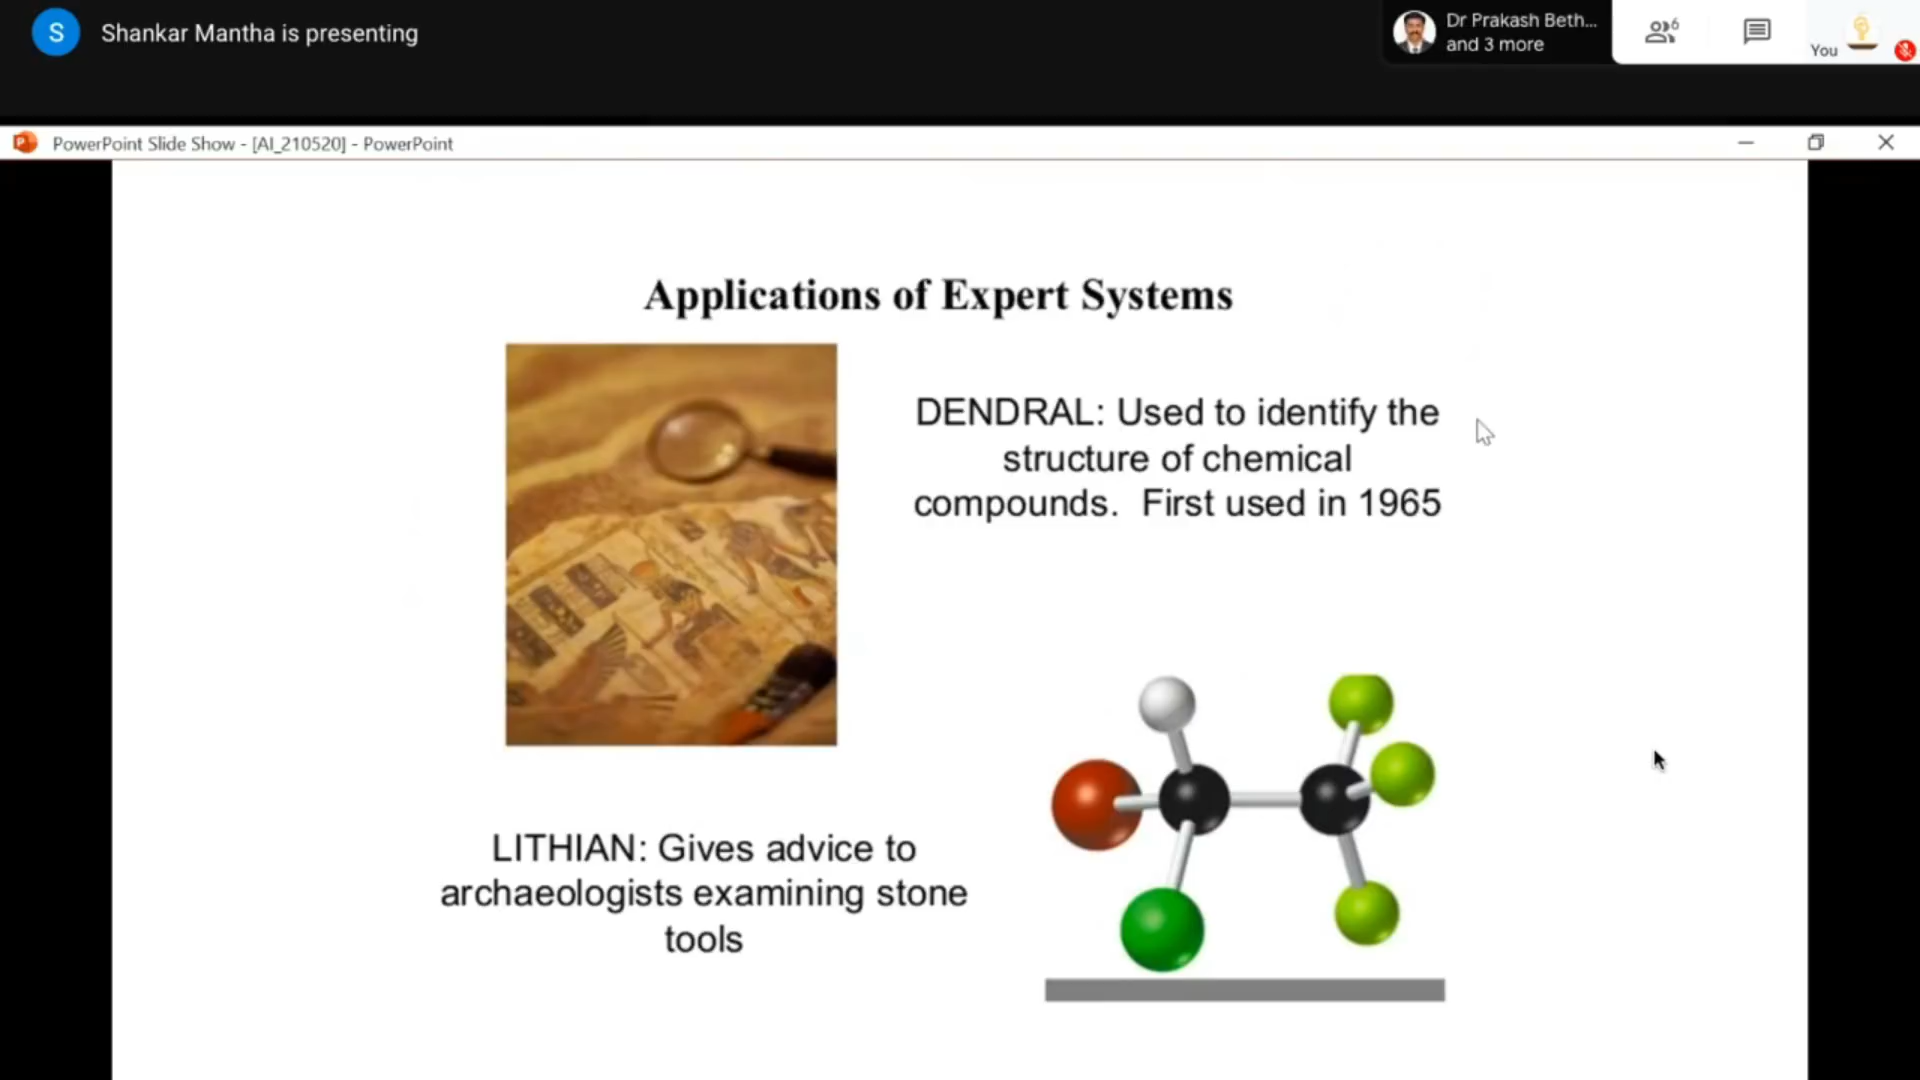 S
Shankar Mantha is presenting
Dr Prakash Beth...
and 3 more
6
You
PowerPoint Slide Show - [AI_210520] - PowerPoint
Applications of Expert Systems
DENDRAL: Used to identify the
structure of chemical
compounds. First used in 1965
LITHIAN: Gives advice to
archaeologists examining stone
tools